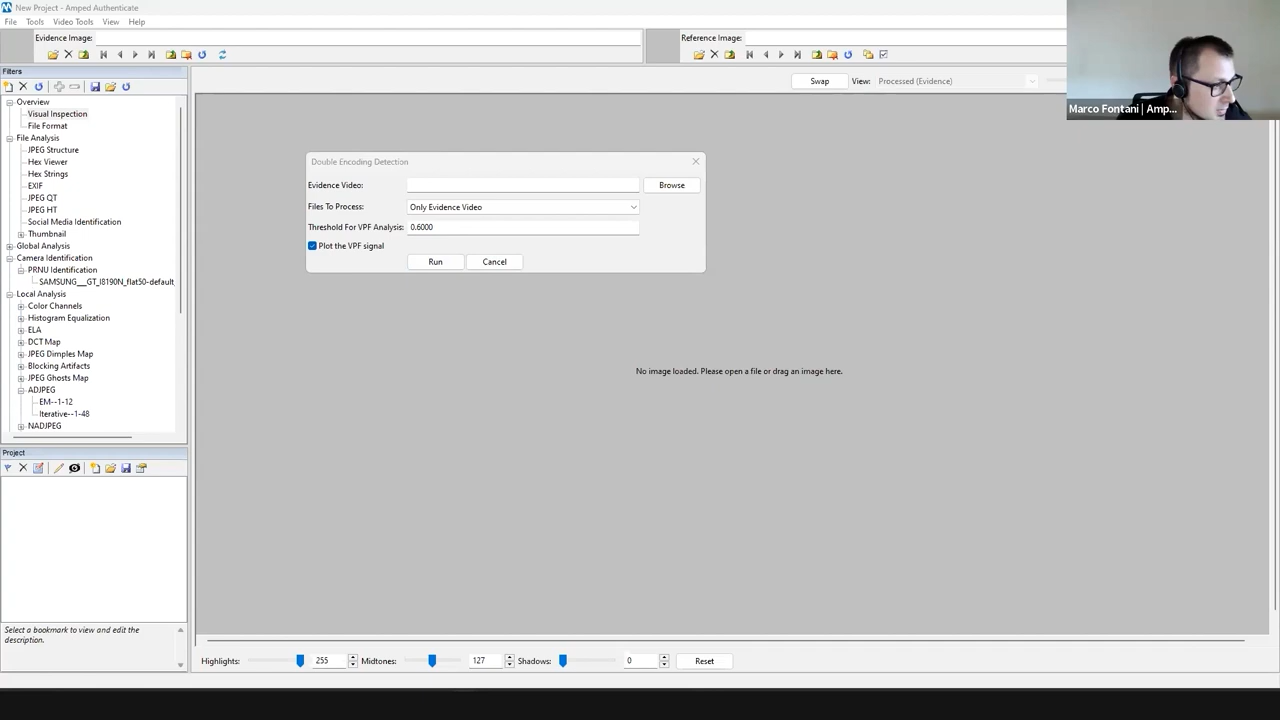 New Project - Amped Authenticate
File Tools Video Tools View Help
Evidence Image:
Reference Image:
Filters
Swap View: Processed (Evidence)
Marco Fontani | Amp...
Overview
Visual Inspection
File Format
File Analysis
JPEG Structure
Hex Viewer
Hex Strings
EXIF
JPEG QT
JPEG HT
Social Media Identification
Thumbnail
Global Analysis
Camera Identification
PRNU Identification
SAMSUNG__GT_I8190N_flat50-default
Local Analysis
Color Channels
Histogram Equalization
ELA
DCT Map
JPEG Dimples Map
Blocking Artifacts
JPEG Ghosts Map
ADJPEG
EM--1-12
Iterative--1-48
NADJPEG
Double Encoding Detection
Evidence Video: Browse
Files To Process: Only Evidence Video
Threshold For VPF Analysis: 0.6000
Plot the VPF signal
Run Cancel
No image loaded. Please open a file or drag an image here.
Project
Select a bookmark to view and edit the
description.
Highlights: 255 Midtones: 127 Shadows: 0 Reset